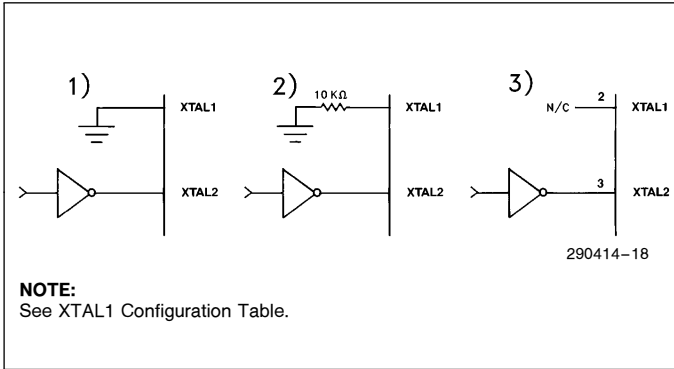 1)
XTAL1
XTAL2
2)
10 KΩ
XTAL1
XTAL2
3)
N/C
2
XTAL1
3
XTAL2
290414–18
NOTE:
See XTAL1 Configuration Table.